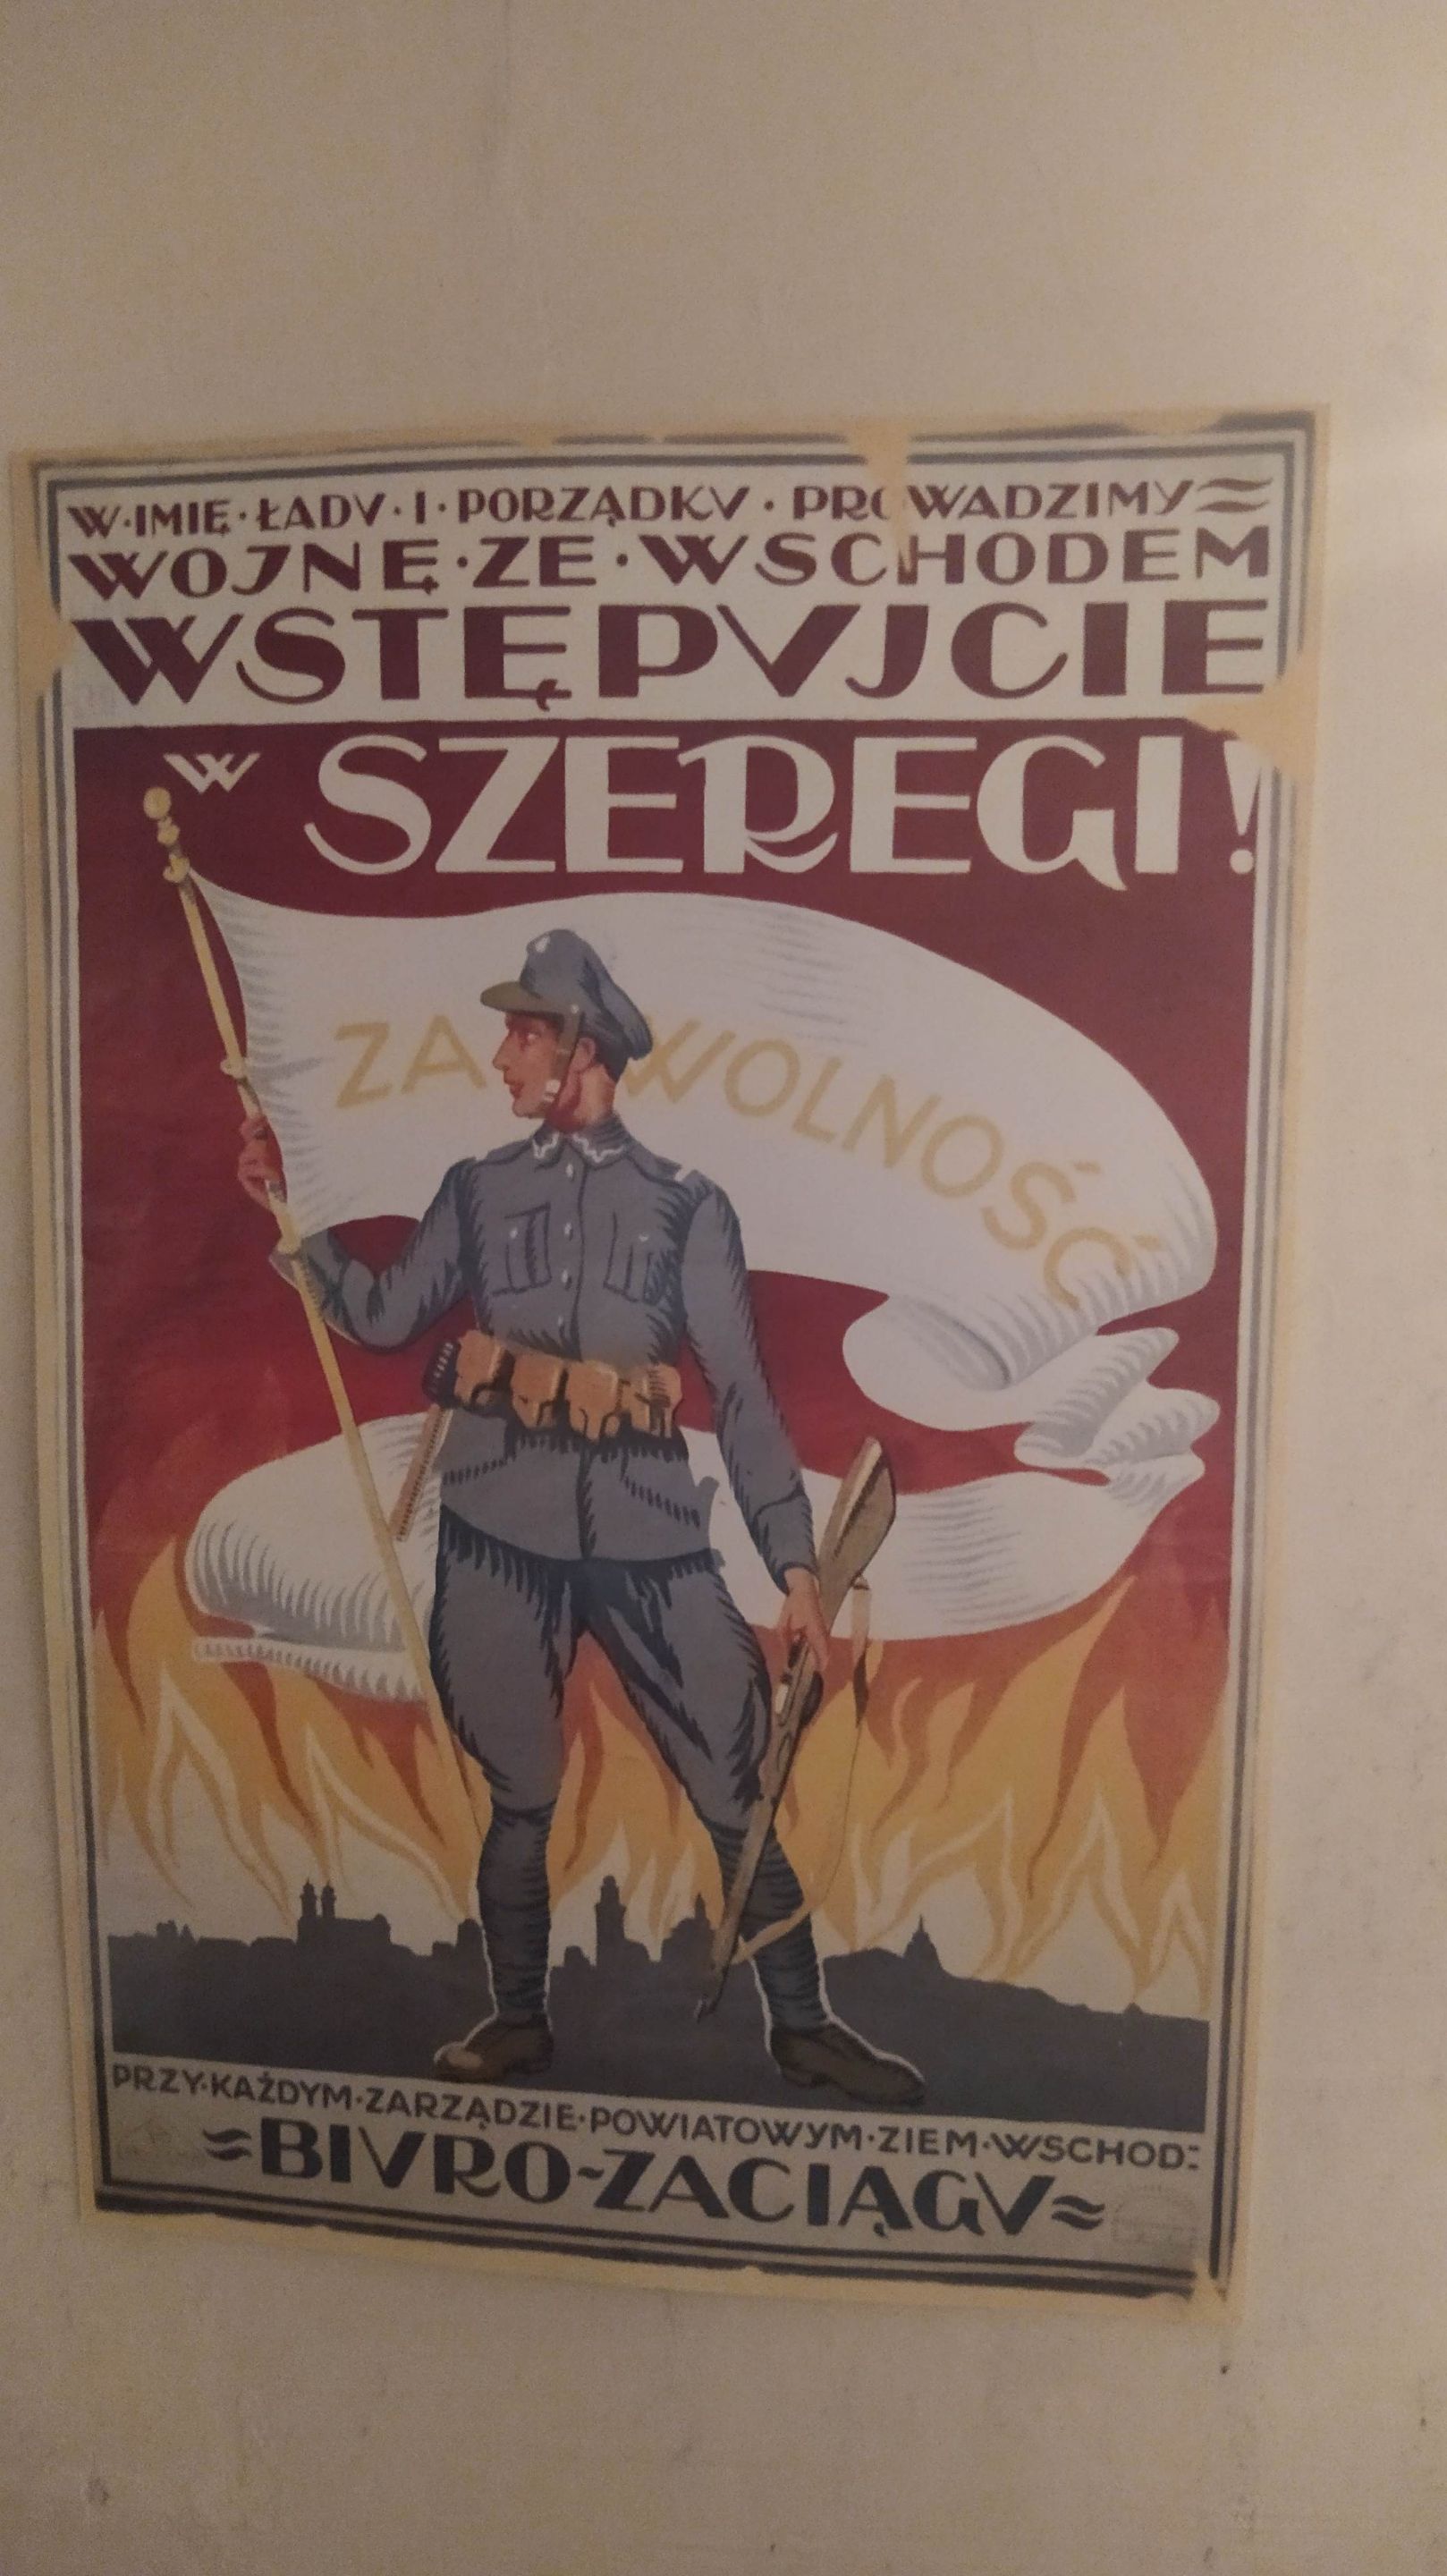 W·IMIĘ·ŁADV·I·PORZĄDKV·PROWADZIMY
WOJNĘ·ZE·WSCHODEM
WSTĘPVJCIE
W SZEREGI!
ZA WOLNOŚĆ
PRZY·KAŻDYM·ZARZĄDZIE·POWIATOWYM·ZIEM·WSCHOD:
≈BIVRO~ZACIĄGV≈